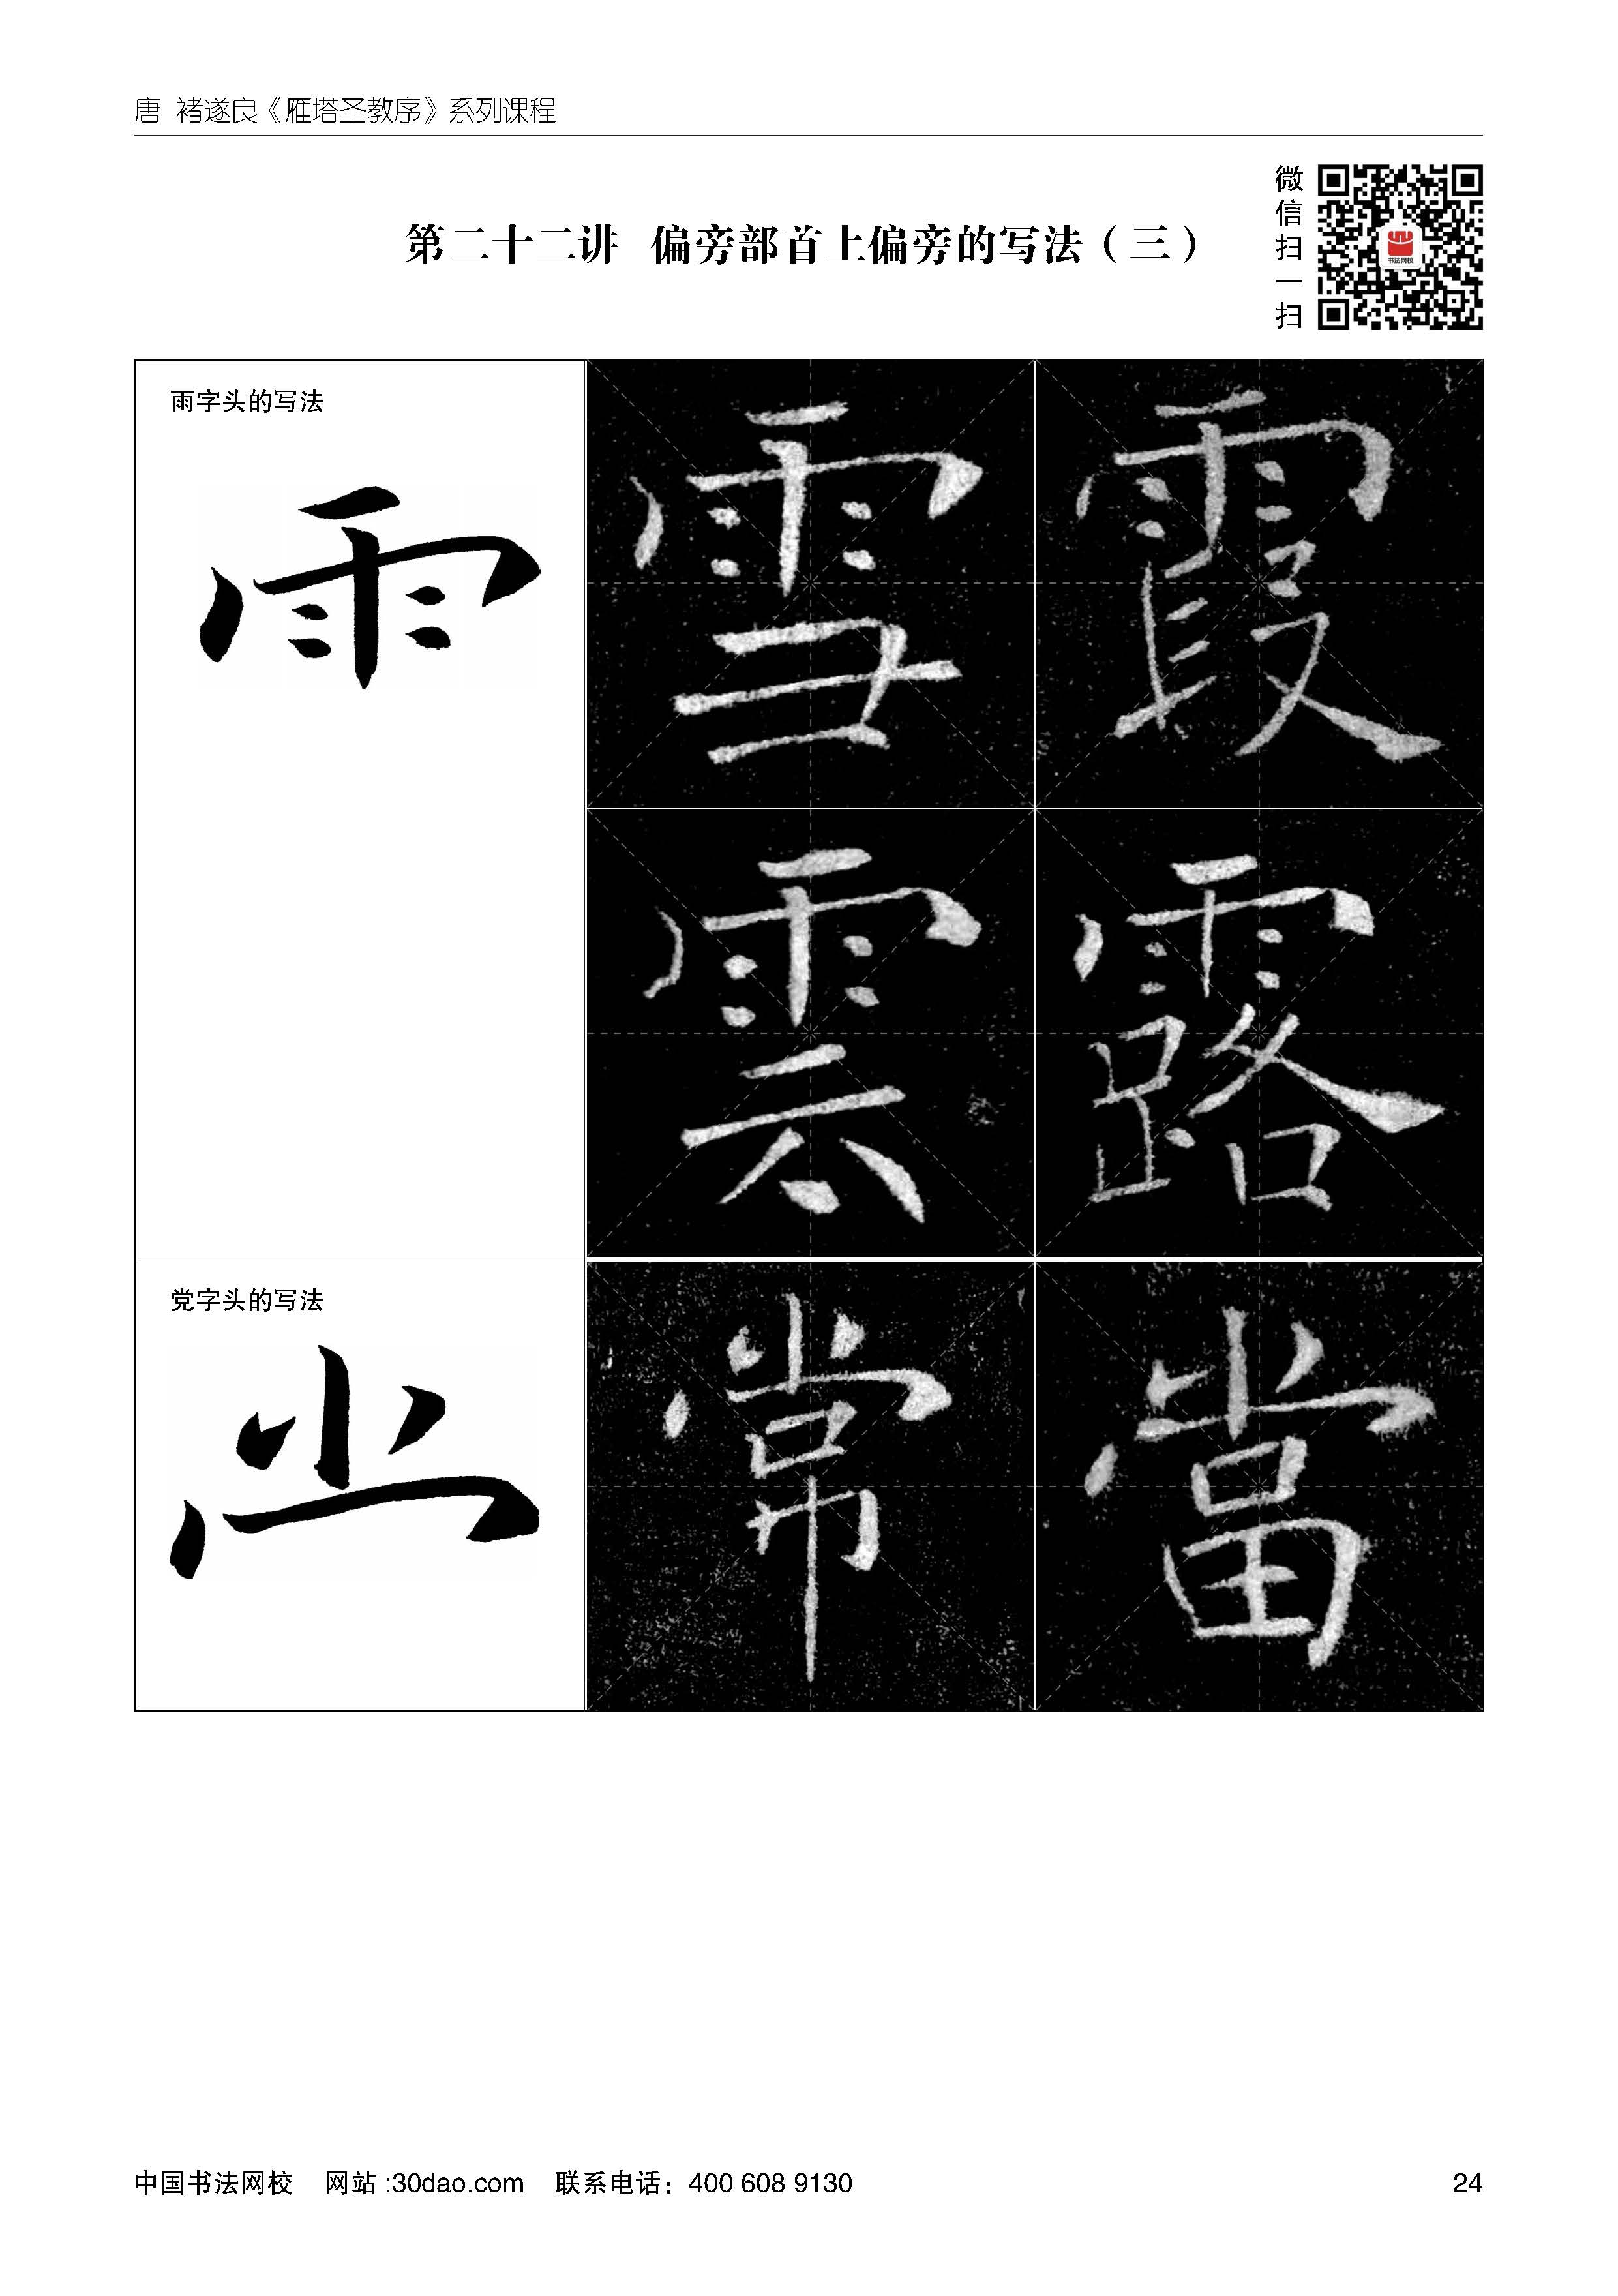 唐 褚遂良《雁塔圣教序》系列课程
微信扫一扫
书法网校
第二十二讲 偏旁部首上偏旁的写法（三）
雨字头的写法
雪 霞
雲 露
党字头的写法
常 當
中国书法网校 网站:30dao.com 联系电话：400 608 9130 24